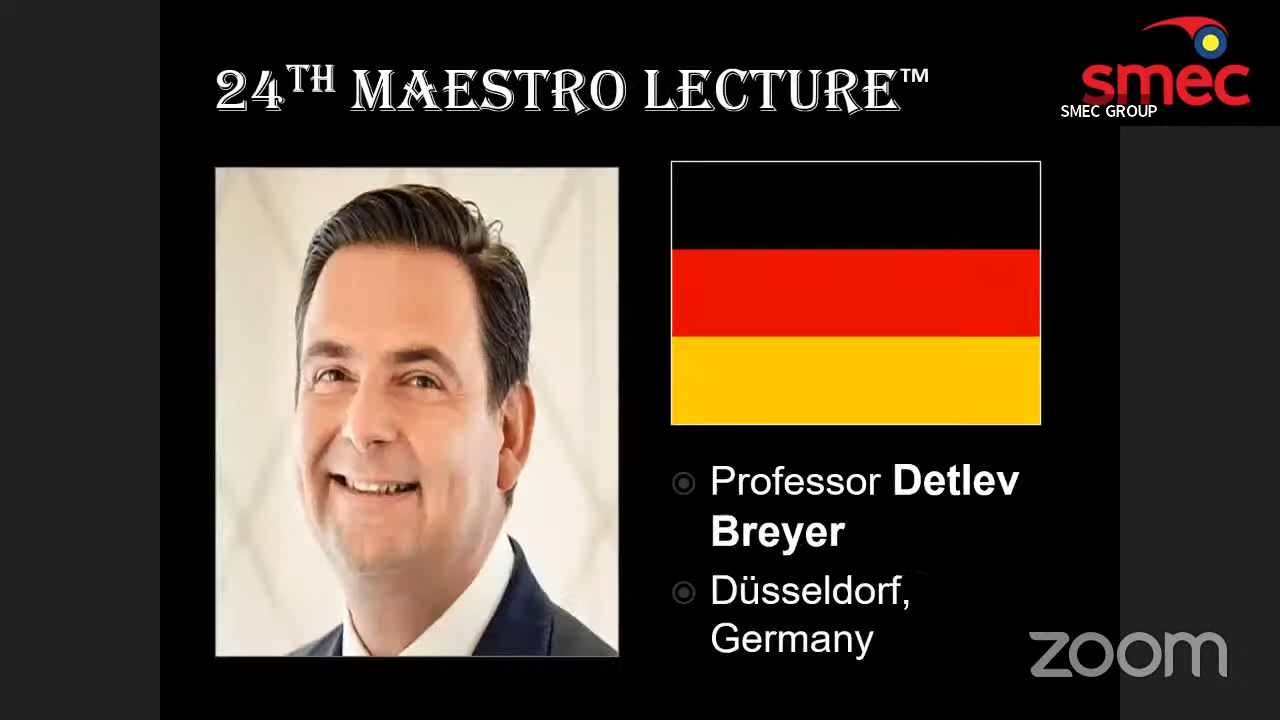 24TH MAESTRO LECTURE™
smec
SMEC GROUP
Professor Detlev
Breyer
Düsseldorf,
Germany
zoom